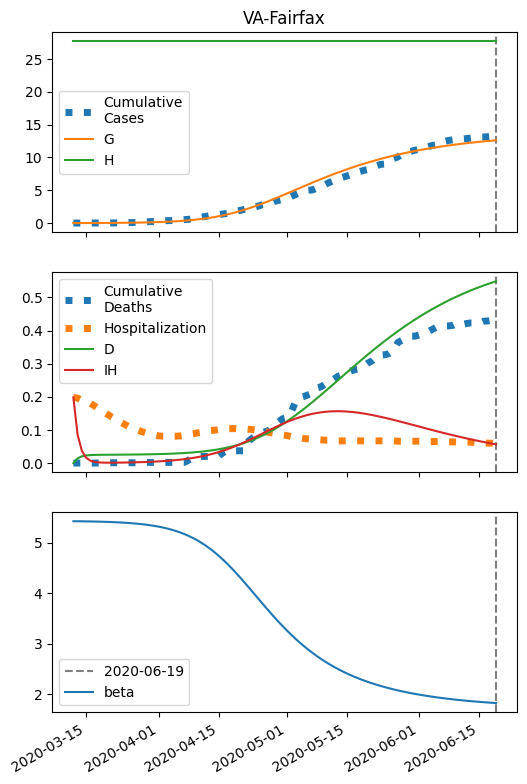 VA-Fairfax
25
20
15
10
5
0
Cumulative
Cases
G
H
0.5
0.4
0.3
0.2
0.1
0.0
Cumulative
Deaths
Hospitalization
D
IH
5
4
3
2
2020-06-19
beta
2020-03-15
2020-04-01
2020-04-15
2020-05-01
2020-05-15
2020-06-01
2020-06-15